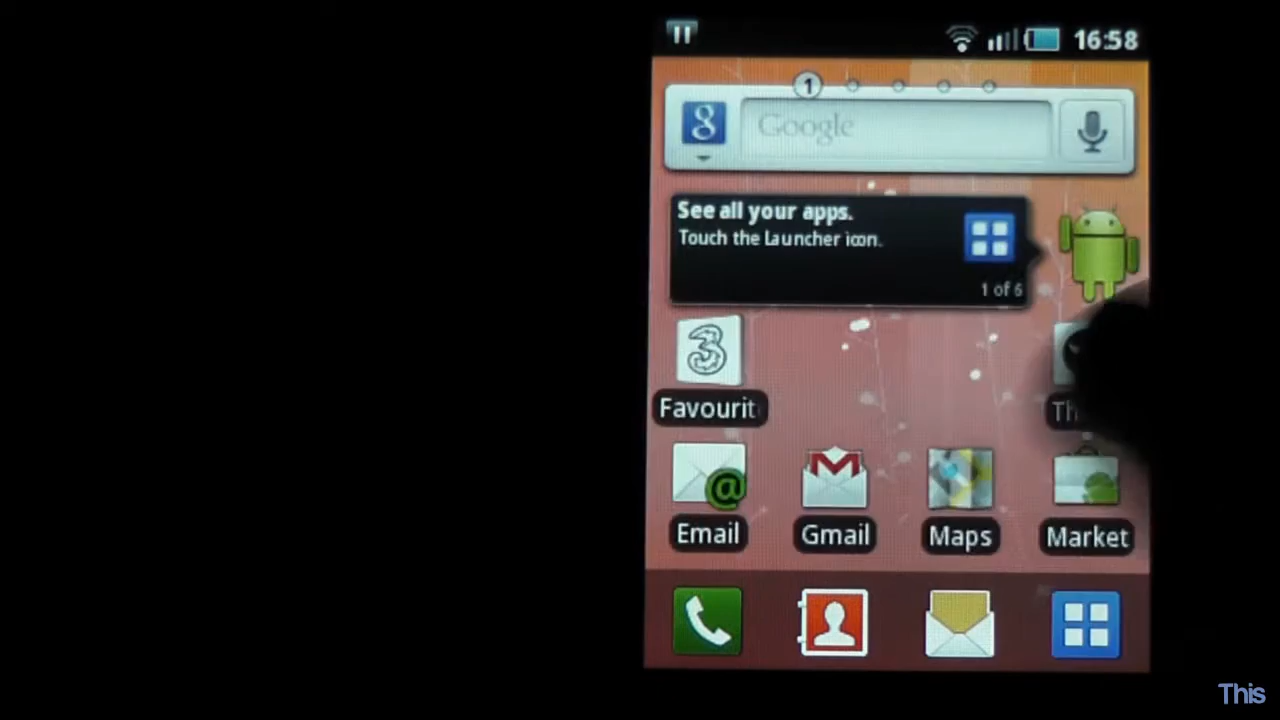 16:58
1
8 Google
See all your apps.
Touch the Launcher icon.
1 of 6
3
Favourit
Th
Email
Gmail
Maps
Market
This